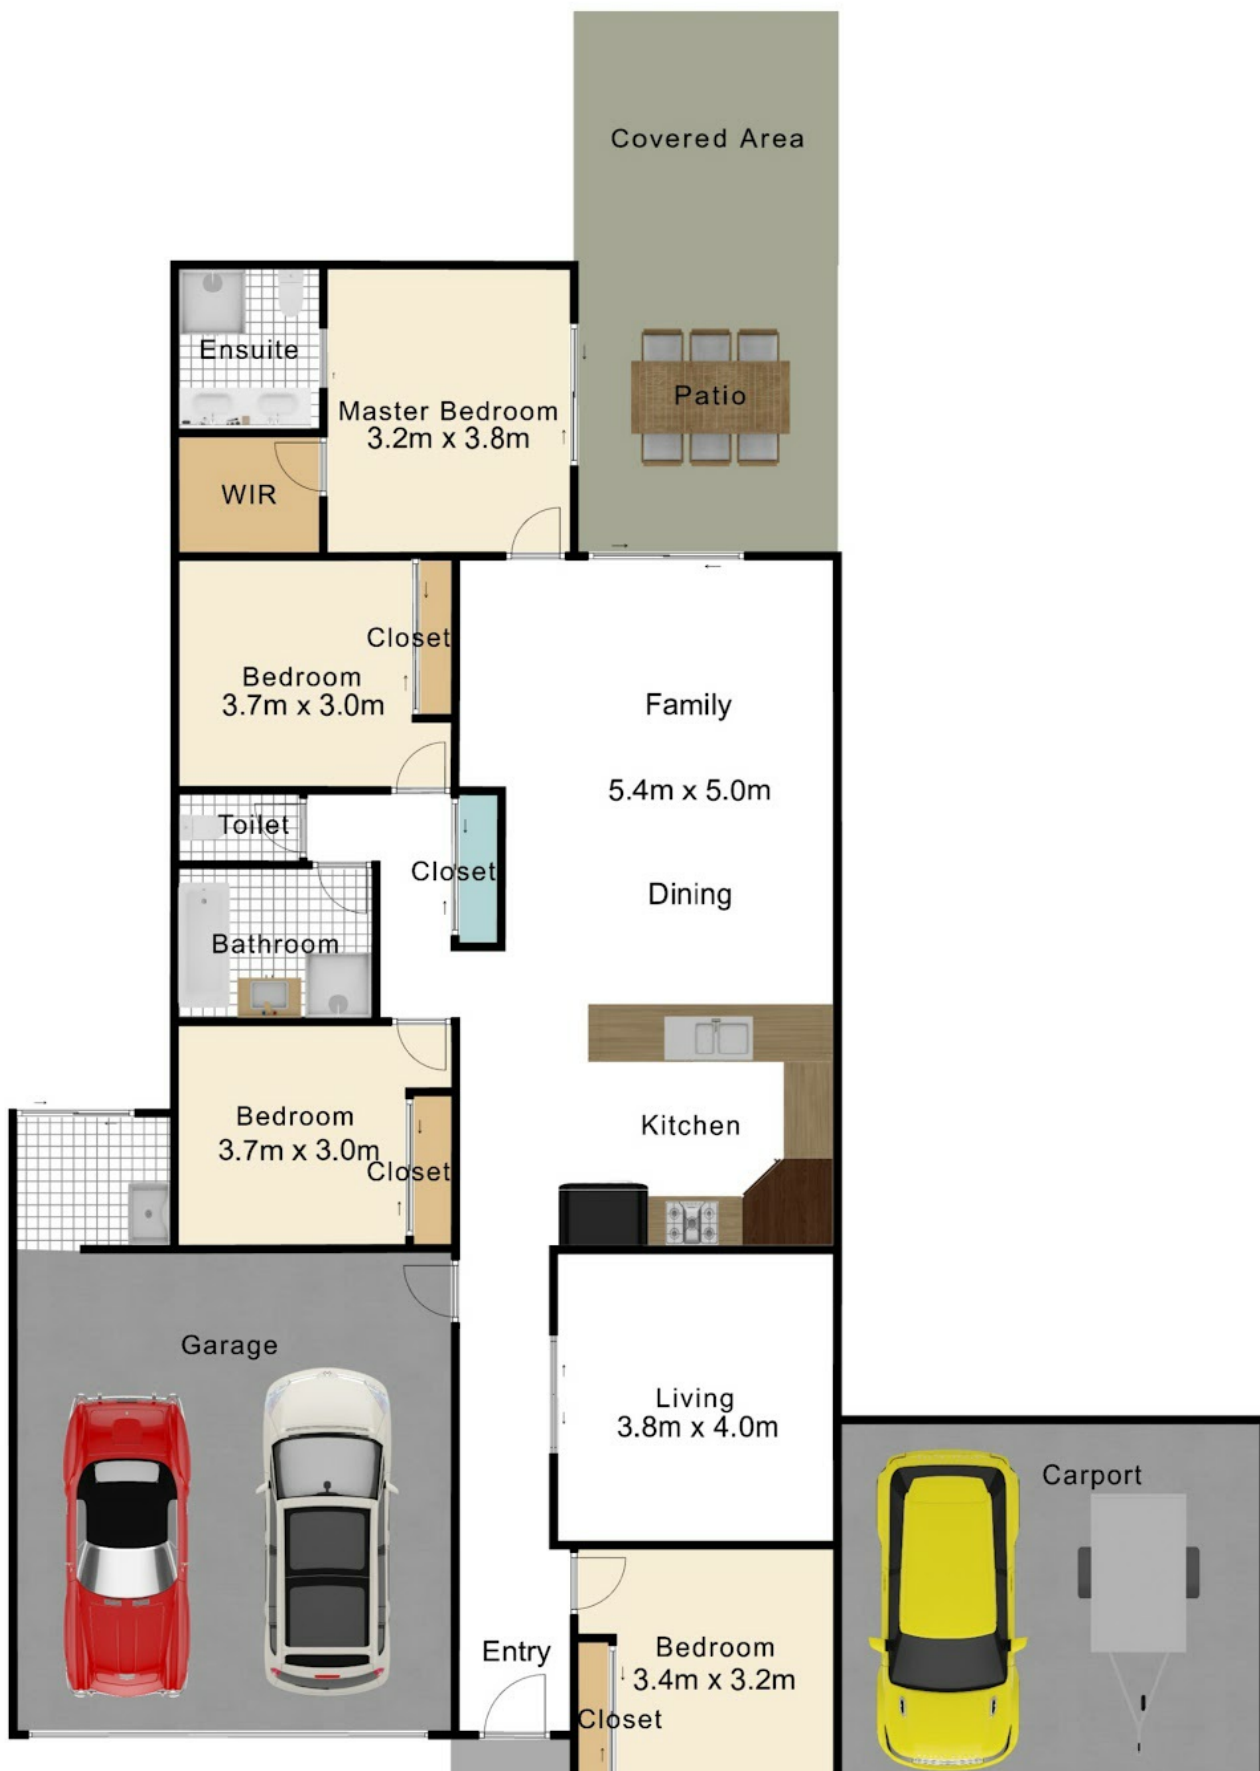 Covered Area
Ensuite
Master Bedroom
3.2m x 3.8m
Patio
WIR
Closet
Bedroom
3.7m x 3.0m
Family
5.4m x 5.0m
Toilet
Closet
Dining
Bathroom
Bedroom
3.7m x 3.0m
Closet
Kitchen
Garage
Living
3.8m x 4.0m
Carport
Entry
Bedroom
3.4m x 3.2m
Closet